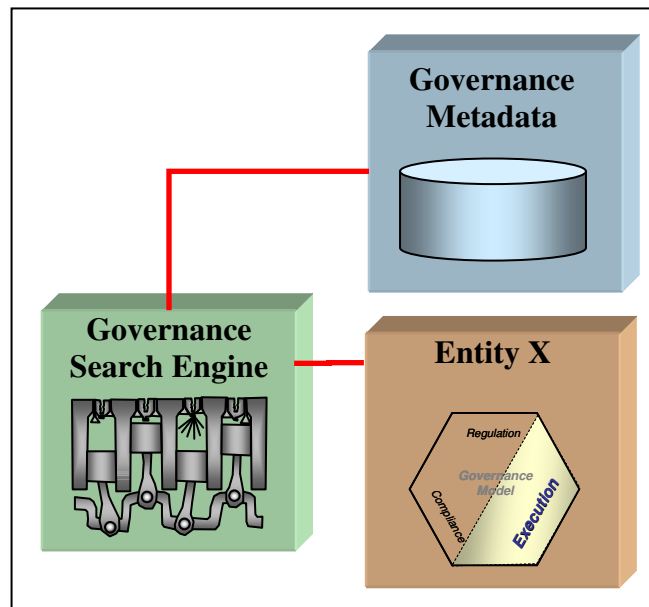 Governance
Metadata
Governance
Search Engine
Entity X
Regulation
Governance
Model
Compliance
Execution